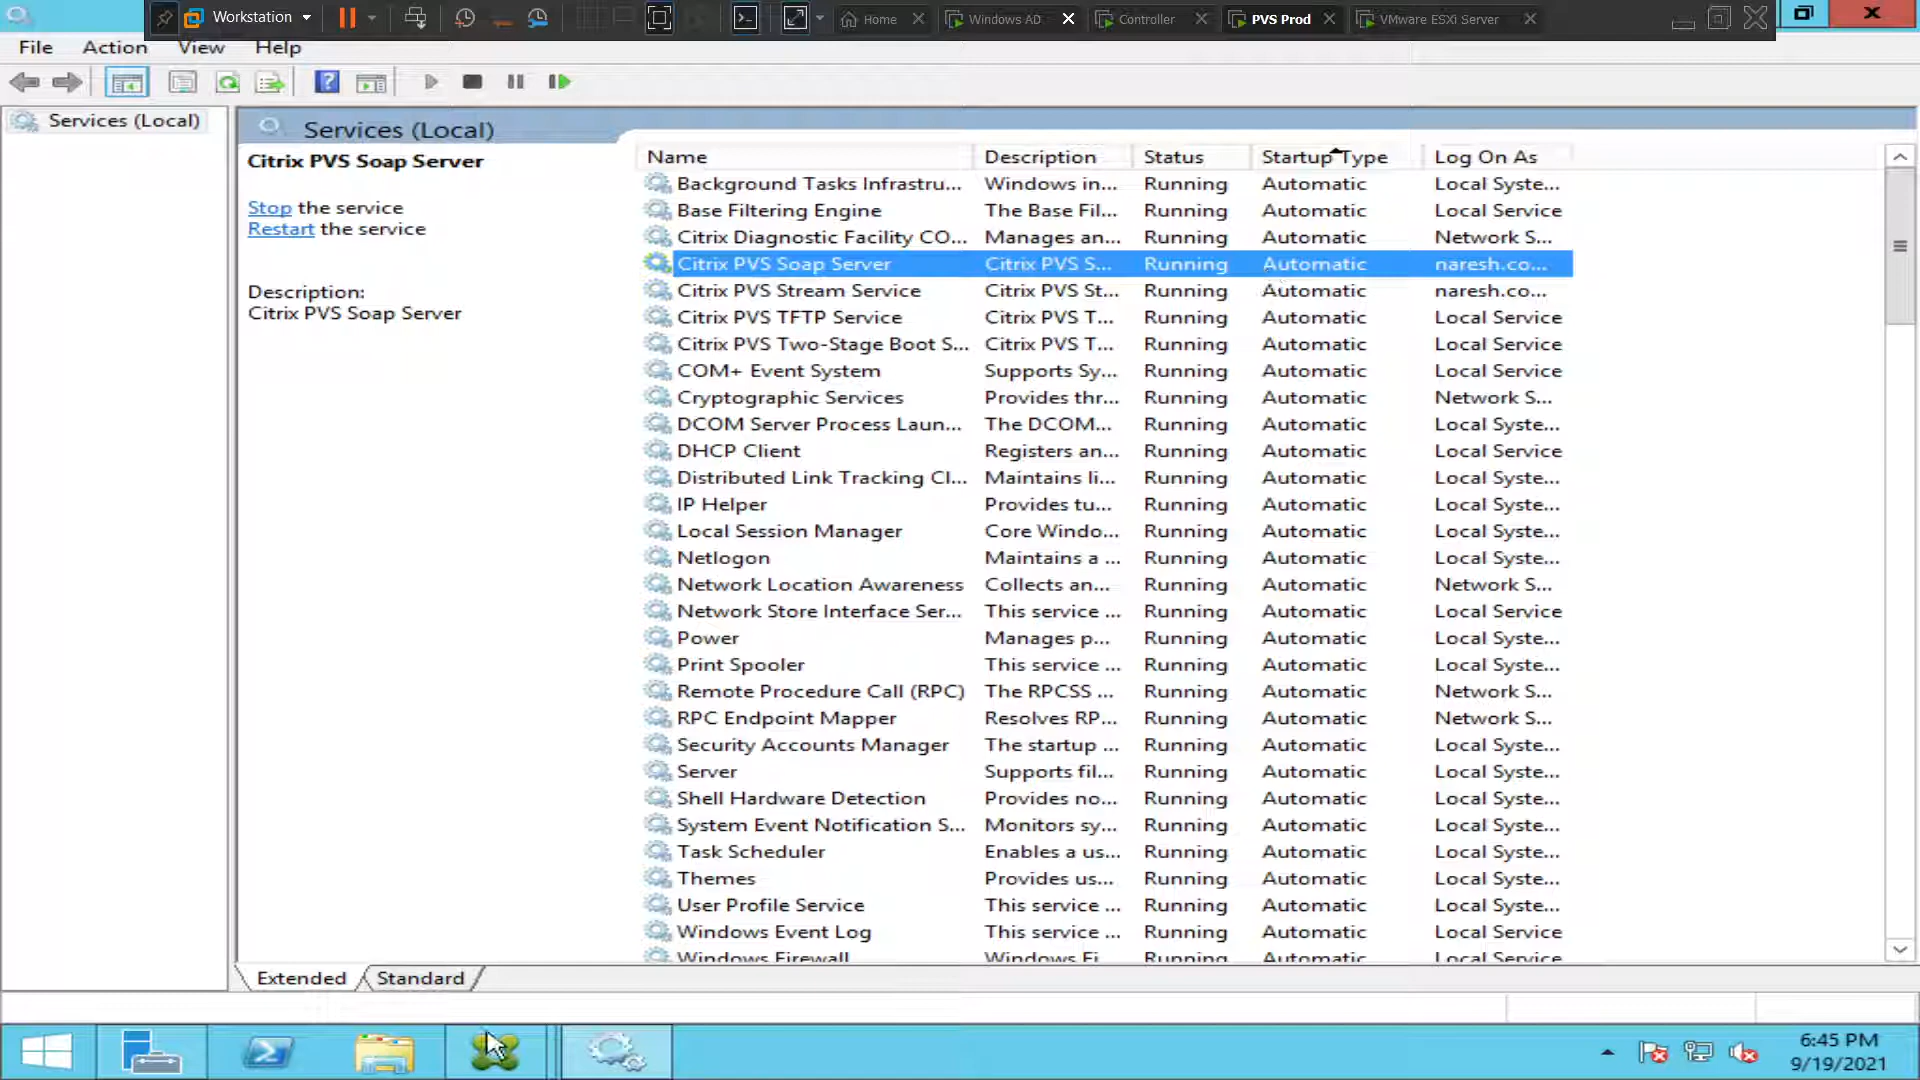 Workstation
Home
Windows AD
Controller
PVS Prod
VMware ESXi Server
File Action View Help
Services (Local)
Services (Local)
Citrix PVS Soap Server
Stop the service
Restart the service
Description:
Citrix PVS Soap Server
Name Description Status Startup Type Log On As
Background Tasks Infrastru... Windows in... Running Automatic Local Syste...
Base Filtering Engine The Base Fil... Running Automatic Local Service
Citrix Diagnostic Facility CO... Manages an... Running Automatic Network S...
Citrix PVS Soap Server Citrix PVS S... Running Automatic naresh.co...
Citrix PVS Stream Service Citrix PVS St... Running Automatic naresh.co...
Citrix PVS TFTP Service Citrix PVS T... Running Automatic Local Service
Citrix PVS Two-Stage Boot S... Citrix PVS T... Running Automatic Local Service
COM+ Event System Supports Sy... Running Automatic Local Service
Cryptographic Services Provides thr... Running Automatic Network S...
DCOM Server Process Laun... The DCOM... Running Automatic Local Syste...
DHCP Client Registers an... Running Automatic Local Service
Distributed Link Tracking Cl... Maintains li... Running Automatic Local Syste...
IP Helper Provides tu... Running Automatic Local Syste...
Local Session Manager Core Windo... Running Automatic Local Syste...
Netlogon Maintains a ... Running Automatic Local Syste...
Network Location Awareness Collects an... Running Automatic Network S...
Network Store Interface Ser... This service ... Running Automatic Local Service
Power Manages p... Running Automatic Local Syste...
Print Spooler This service ... Running Automatic Local Syste...
Remote Procedure Call (RPC) The RPCSS ... Running Automatic Network S...
RPC Endpoint Mapper Resolves RP... Running Automatic Network S...
Security Accounts Manager The startup ... Running Automatic Local Syste...
Server Supports fil... Running Automatic Local Syste...
Shell Hardware Detection Provides no... Running Automatic Local Syste...
System Event Notification S... Monitors sy... Running Automatic Local Syste...
Task Scheduler Enables a us... Running Automatic Local Syste...
Themes Provides us... Running Automatic Local Syste...
User Profile Service This service ... Running Automatic Local Syste...
Windows Event Log This service ... Running Automatic Local Service
Windows Firewall Windows Fi... Running Automatic Local Service
Extended Standard
6:45 PM
9/19/2021